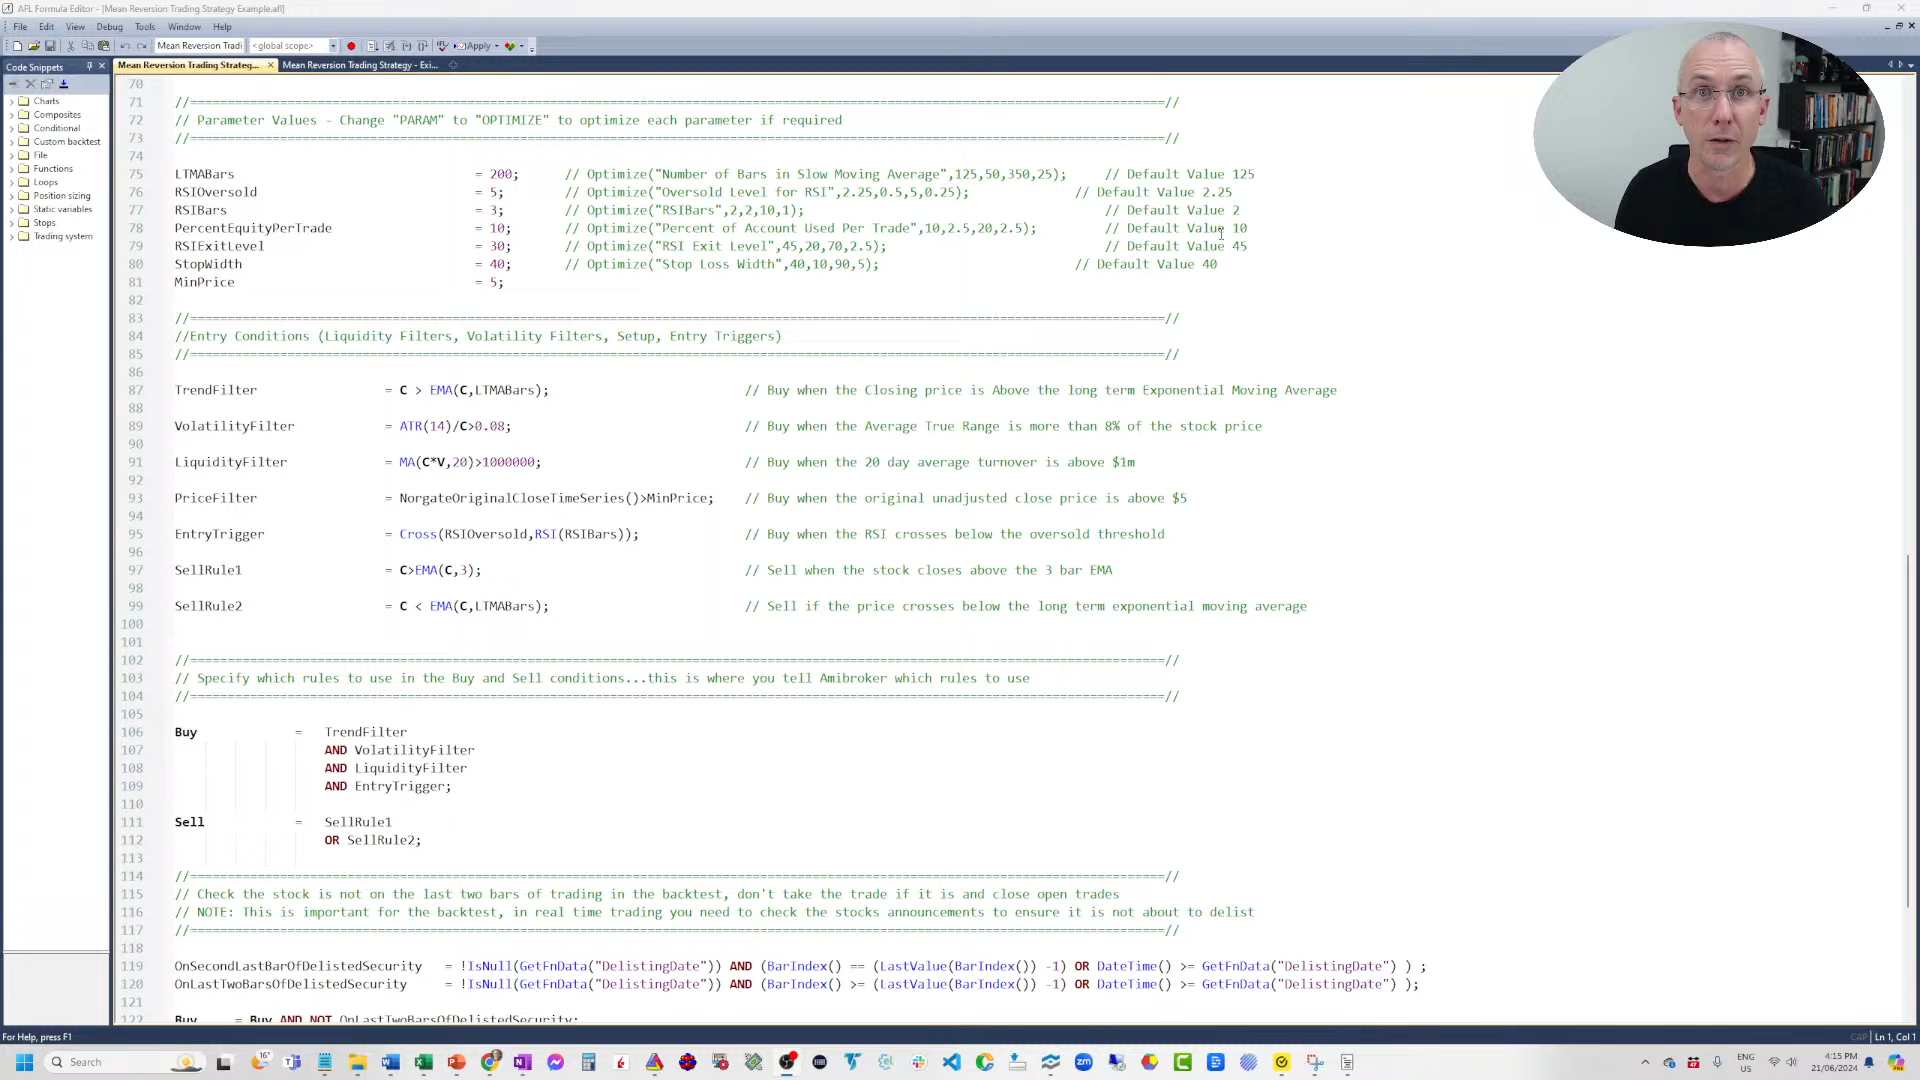 AFL Formula Editor - [Mean Reversion Trading Strategy Example.afl]
File Edit View Debug Tools Window Help
Mean Reversion Tradi <global scope> Apply
Code Snippets
Mean Reversion Trading Strateg... Mean Reversion Trading Strategy - Exi...
Charts
Composites
Conditional
Custom backtest
File
Functions
Loops
Position sizing
Static variables
Stops
Trading system
70
71 //==================================================================================================================================//
72 // Parameter Values - Change "PARAM" to "OPTIMIZE" to optimize each parameter if required
73 //==================================================================================================================================//
74
75 LTMABars = 200; // Optimize("Number of Bars in Slow Moving Average",125,50,350,25); // Default Value 125
76 RSIOversold = 5; // Optimize("Oversold Level for RSI",2.25,0.5,5,0.25); // Default Value 2.25
77 RSIBars = 3; // Optimize("RSIBars",2,2,10,1); // Default Value 2
78 PercentEquityPerTrade = 10; // Optimize("Percent of Account Used Per Trade",10,2.5,20,2.5); // Default Value 10
79 RSIExitLevel = 30; // Optimize("RSI Exit Level",45,20,70,2.5); // Default Value 45
80 StopWidth = 40; // Optimize("Stop Loss Width",40,10,90,5); // Default Value 40
81 MinPrice = 5;
82
83 //==================================================================================================================================//
84 //Entry Conditions (Liquidity Filters, Volatility Filters, Setup, Entry Triggers)
85 //==================================================================================================================================//
86
87 TrendFilter = C > EMA(C,LTMABars); // Buy when the Closing price is Above the long term Exponential Moving Average
88
89 VolatilityFilter = ATR(14)/C>0.08; // Buy when the Average True Range is more than 8% of the stock price
90
91 LiquidityFilter = MA(C*V,20)>1000000; // Buy when the 20 day average turnover is above $1m
92
93 PriceFilter = NorgateOriginalCloseTimeSeries()>MinPrice; // Buy when the original unadjusted close price is above $5
94
95 EntryTrigger = Cross(RSIOversold,RSI(RSIBars)); // Buy when the RSI crosses below the oversold threshold
96
97 SellRule1 = C>EMA(C,3); // Sell when the stock closes above the 3 bar EMA
98
99 SellRule2 = C < EMA(C,LTMABars); // Sell if the price crosses below the long term exponential moving average
100
101
102 //==================================================================================================================================//
103 // Specify which rules to use in the Buy and Sell conditions...this is where you tell Amibroker which rules to use
104 //==================================================================================================================================//
105
106 Buy = TrendFilter
107 AND VolatilityFilter
108 AND LiquidityFilter
109 AND EntryTrigger;
110
111 Sell = SellRule1
112 OR SellRule2;
113
114 //==================================================================================================================================//
115 // Check the stock is not on the last two bars of trading in the backtest, don't take the trade if it is and close open trades
116 // NOTE: This is important for the backtest, in real time trading you need to check the stocks announcements to ensure it is not about to delist
117 //==================================================================================================================================//
118
119 OnSecondLastBarOfDelistedSecurity = !IsNull(GetFnData("DelistingDate")) AND (BarIndex() == (LastValue(BarIndex()) -1) OR DateTime() >= GetFnData("DelistingDate") ) ;
120 OnLastTwoBarsOfDelistedSecurity = !IsNull(GetFnData("DelistingDate")) AND (BarIndex() >= (LastValue(BarIndex()) -1) OR DateTime() >= GetFnData("DelistingDate") );
121
122 Buy = Buy AND NOT OnLastTwoBarsOfDelistedSecurity;
For Help, press F1
CAP Ln 1, Col 1
Search
16°
ENG
US
4:15 PM
21/06/2024